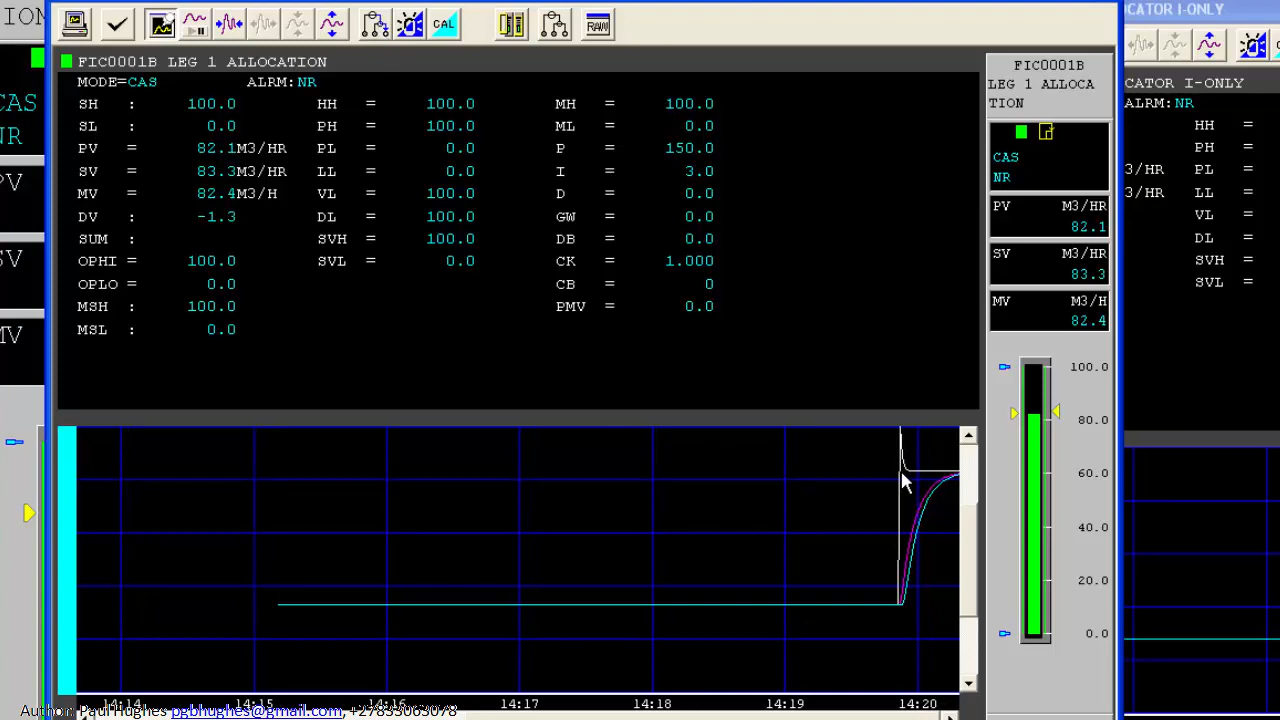 ION
CAS
NR
PV
SV
MV
CAL
RAW
FIC0001B LEG 1 ALLOCATION
MODE=CAS ALRM:NR
SH : 100.0 HH = 100.0 MH = 100.0
SL : 0.0 PH = 100.0 ML = 0.0
PV = 82.1M3/HR PL = 0.0 P = 150.0
SV = 83.3M3/HR LL = 0.0 I = 3.0
MV = 82.4M3/H VL = 100.0 D = 0.0
DV : -1.3 DL = 100.0 GW = 0.0
SUM : SVH = 100.0 DB = 0.0
OPHI = 100.0 SVL = 0.0 CK = 1.000
OPLO = 0.0 CB = 0
MSH : 100.0 PMV = 0.0
MSL : 0.0
FIC0001B
LEG 1 ALLOCA
TION
CAS
NR
PV M3/HR
82.1
SV M3/HR
83.3
MV M3/H
82.4
100.0
80.0
60.0
40.0
20.0
0.0
14:14 14:15 14:16 14:17 14:18 14:19 14:20
CATOR I-ONLY
CATOR I-ONLY
ALRM:NR
HH =
PH =
3/HR PL =
3/HR LL =
VL =
DL =
SVH =
SVL =